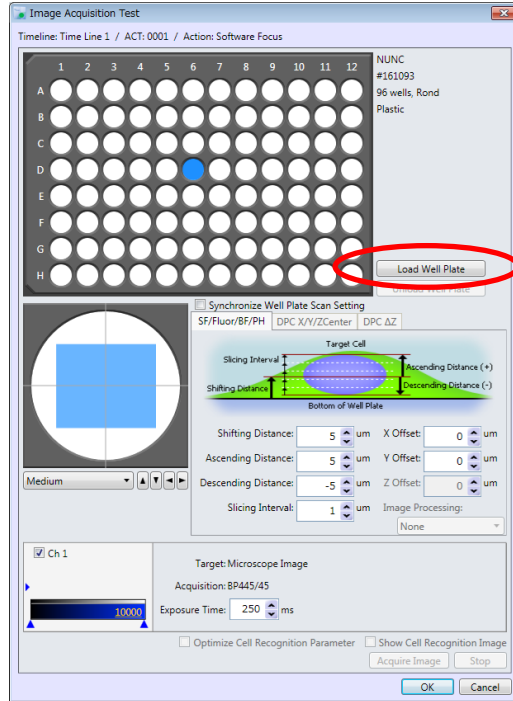 Image Acquisition Test
Timeline: Time Line 1 / ACT: 0001 / Action: Software Focus
1 2 3 4 5 6 7 8 9 10 11 12
A
B
C
D
E
F
G
H
NUNC
#161093
96 wells, Rond
Plastic
Load Well Plate
Unload Well Plate
Synchronize Well Plate Scan Setting
SF/Fluor/BF/PH DPC X/Y/ZCenter DPC ΔZ
Target Cell
Slicing Interval
Ascending Distance (+)
Shifting Distance
Descending Distance (-)
Bottom of Well Plate
Shifting Distance: 5 um X Offset: 0 um
Ascending Distance: 5 um Y Offset: 0 um
Descending Distance: -5 um Z Offset: 0 um
Slicing Interval: 1 um Image Processing:
None
Medium
Ch 1
10000
Target: Microscope Image
Acquisition: BP445/45
Exposure Time: 250 ms
Optimize Cell Recognition Parameter Show Cell Recognition Image
Acquire Image Stop
OK Cancel